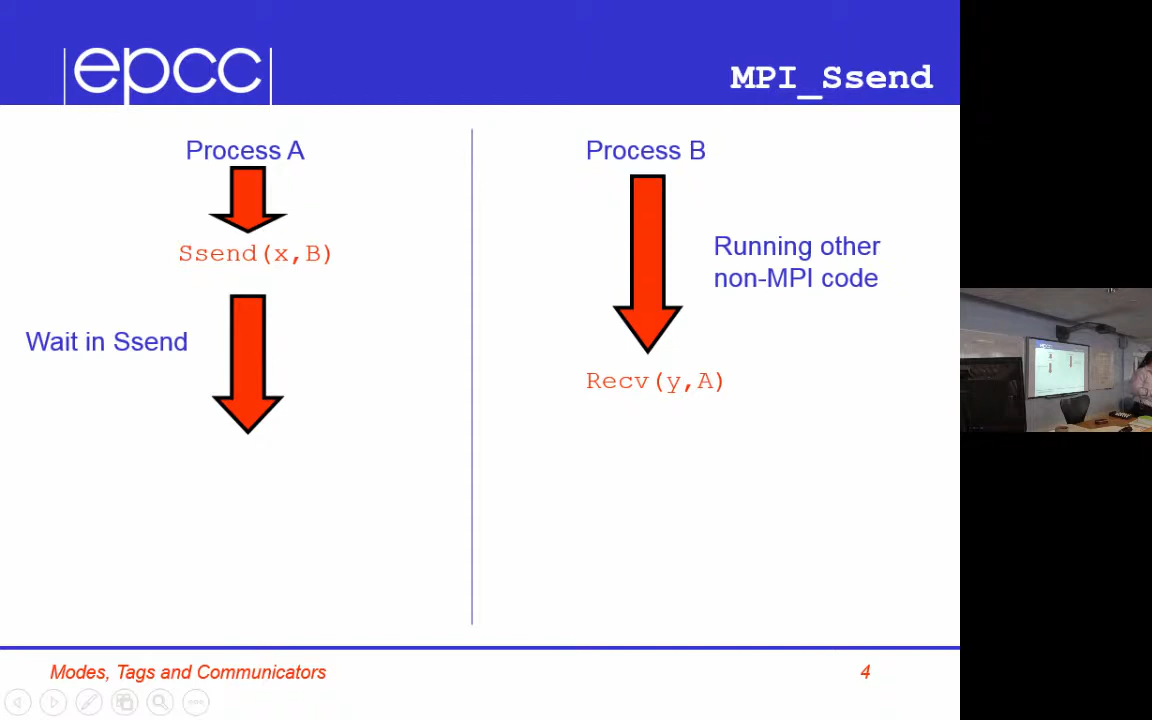 epcc
MPI_Ssend
Process A
Process B
Ssend(x,B)
Running other
non-MPI code
Wait in Ssend
Recv(y,A)
Modes, Tags and Communicators
4
epcc